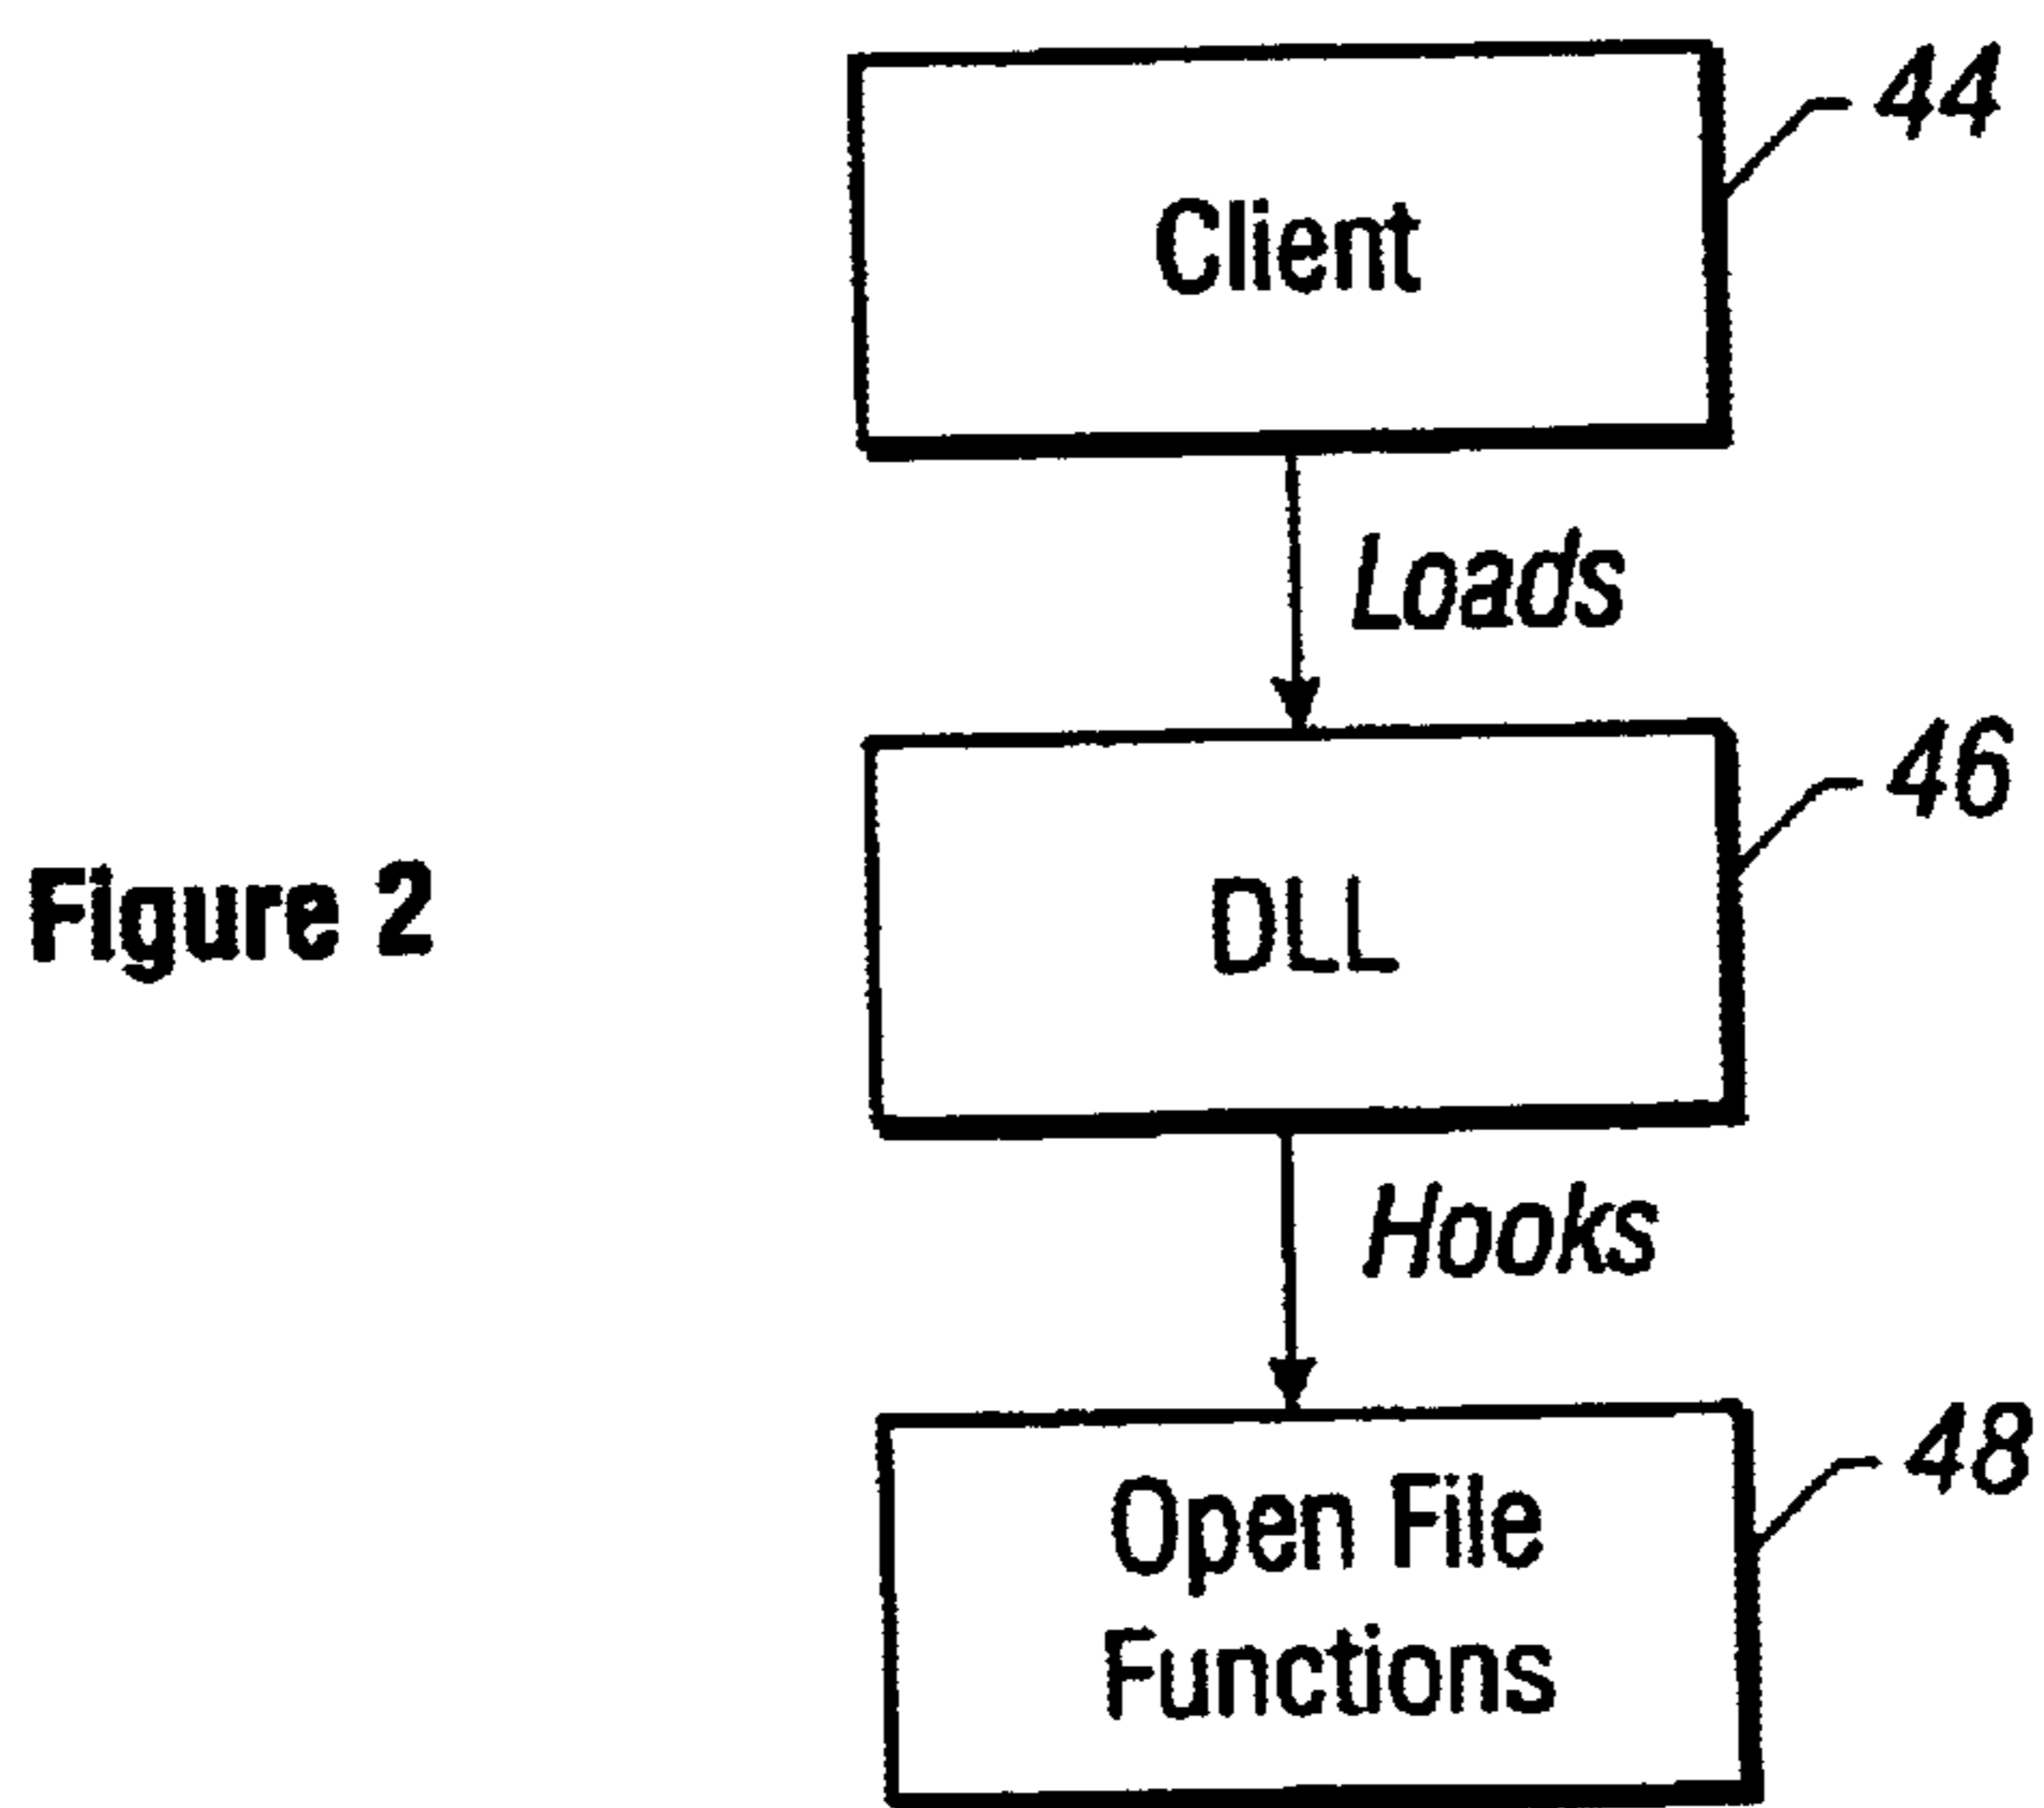 44
Client
Loads
46
Figure 2
DLL
Hooks
48
Open File
Functions